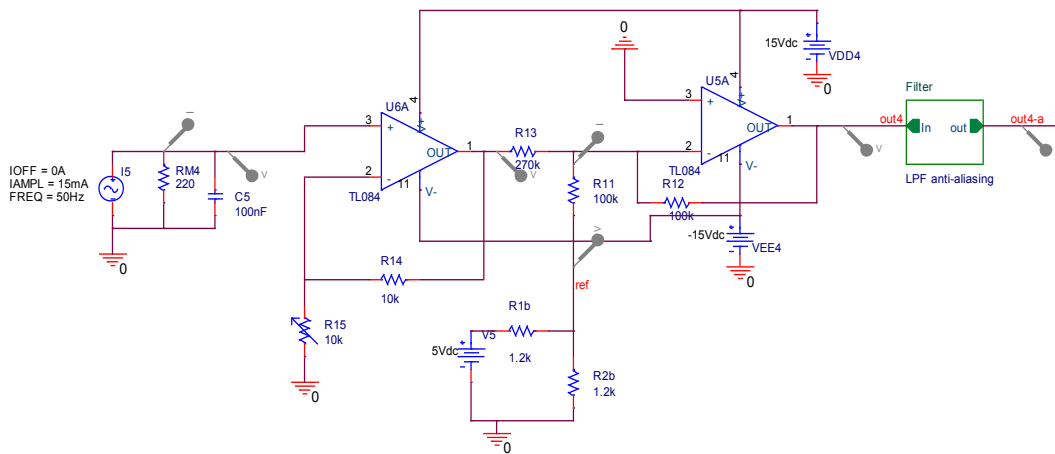 0
15Vdc
VDD4
0
U6A
4
3
+
V+
OUT
1
2
-
11
V-
TL084
R13
270k
U5A
4
3
+
V+
OUT
1
2
-
11
V-
TL084
Filter
out4
In
out
out4-a
LPF anti-aliasing
IOFF = 0A
IAMPL = 15mA
FREQ = 50Hz
I5
RM4
220
C5
100nF
V
V
V
0
R11
100k
R12
100k
-15Vdc
VEE4
0
R14
10k
ref
R15
10k
0
V5
5Vdc
R1b
1.2k
R2b
1.2k
0